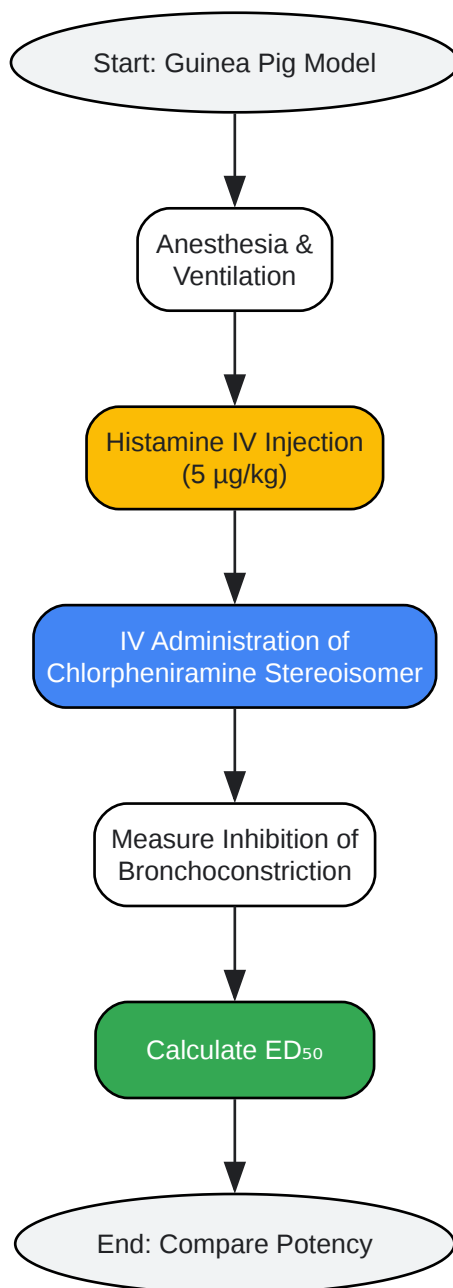 Start: Guinea Pig Model
Anesthesia &
Ventilation
Histamine IV Injection
(5 µg/kg)
IV Administration of
Chlorpheniramine Stereoisomer
Measure Inhibition of
Bronchoconstriction
Calculate ED₅₀
End: Compare Potency